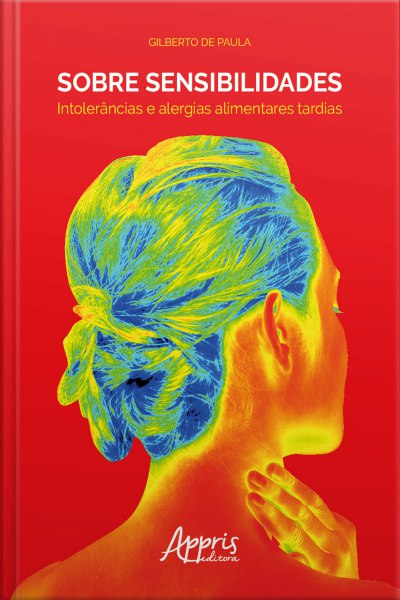 GILBERTO DE PAULA
SOBRE SENSIBILIDADES
Intolerâncias e alergias alimentares tardias
Appris
editora